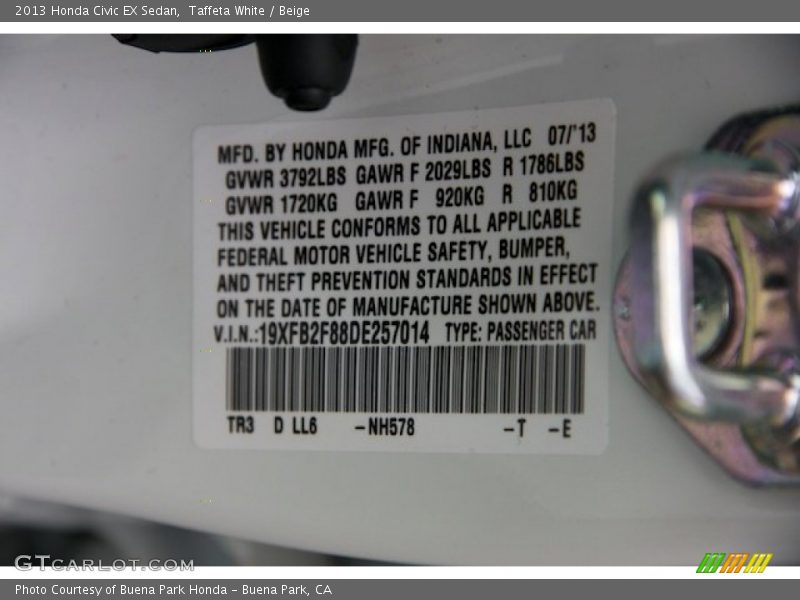 2013 Honda Civic EX Sedan, Taffeta White / Beige
MFD. BY HONDA MFG. OF INDIANA, LLC 07/'13
GVWR 3792LBS GAWR F 2029LBS R 1786LBS
GVWR 1720KG GAWR F 920KG R 810KG
THIS VEHICLE CONFORMS TO ALL APPLICABLE
FEDERAL MOTOR VEHICLE SAFETY, BUMPER,
AND THEFT PREVENTION STANDARDS IN EFFECT
ON THE DATE OF MANUFACTURE SHOWN ABOVE.
V.I.N.:19XFB2F88DE257014 TYPE: PASSENGER CAR
TR3 D LL6 -NH578 -T -E
GTCARLOT.COM
Photo Courtesy of Buena Park Honda - Buena Park, CA